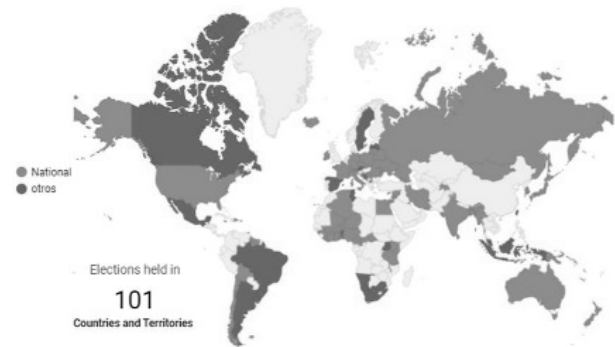 National
otros
Elections held in
101
Countries and Territories